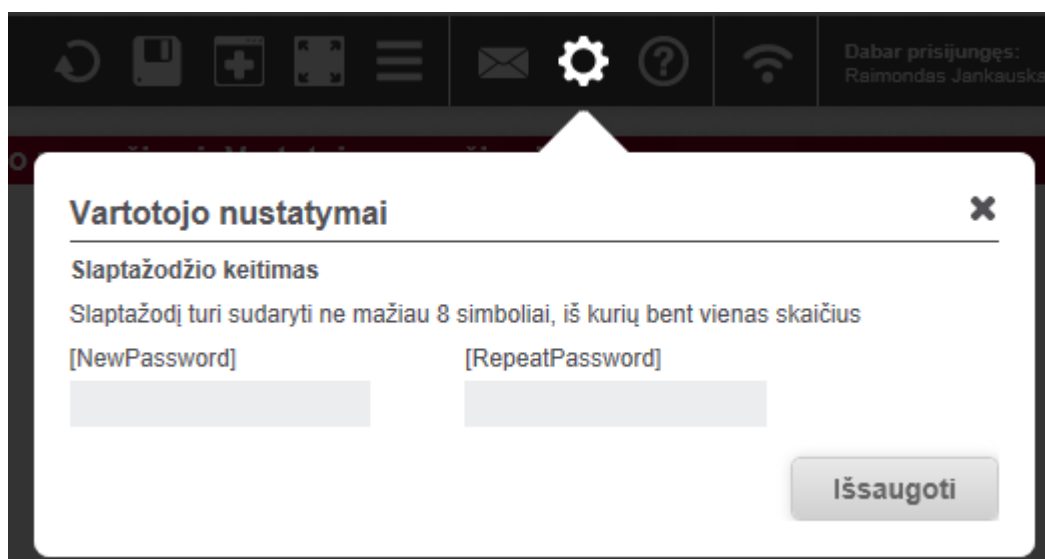 Dabar prisijungęs:
Raimondas
Vartotojo nustatymai
Slaptažodžio keitimas
Slaptažodį turi sudaryti ne mažiau 8 simboliai, iš kurių bent vienas skaičius
[NewPassword] [RepeatPassword]
Išsaugoti